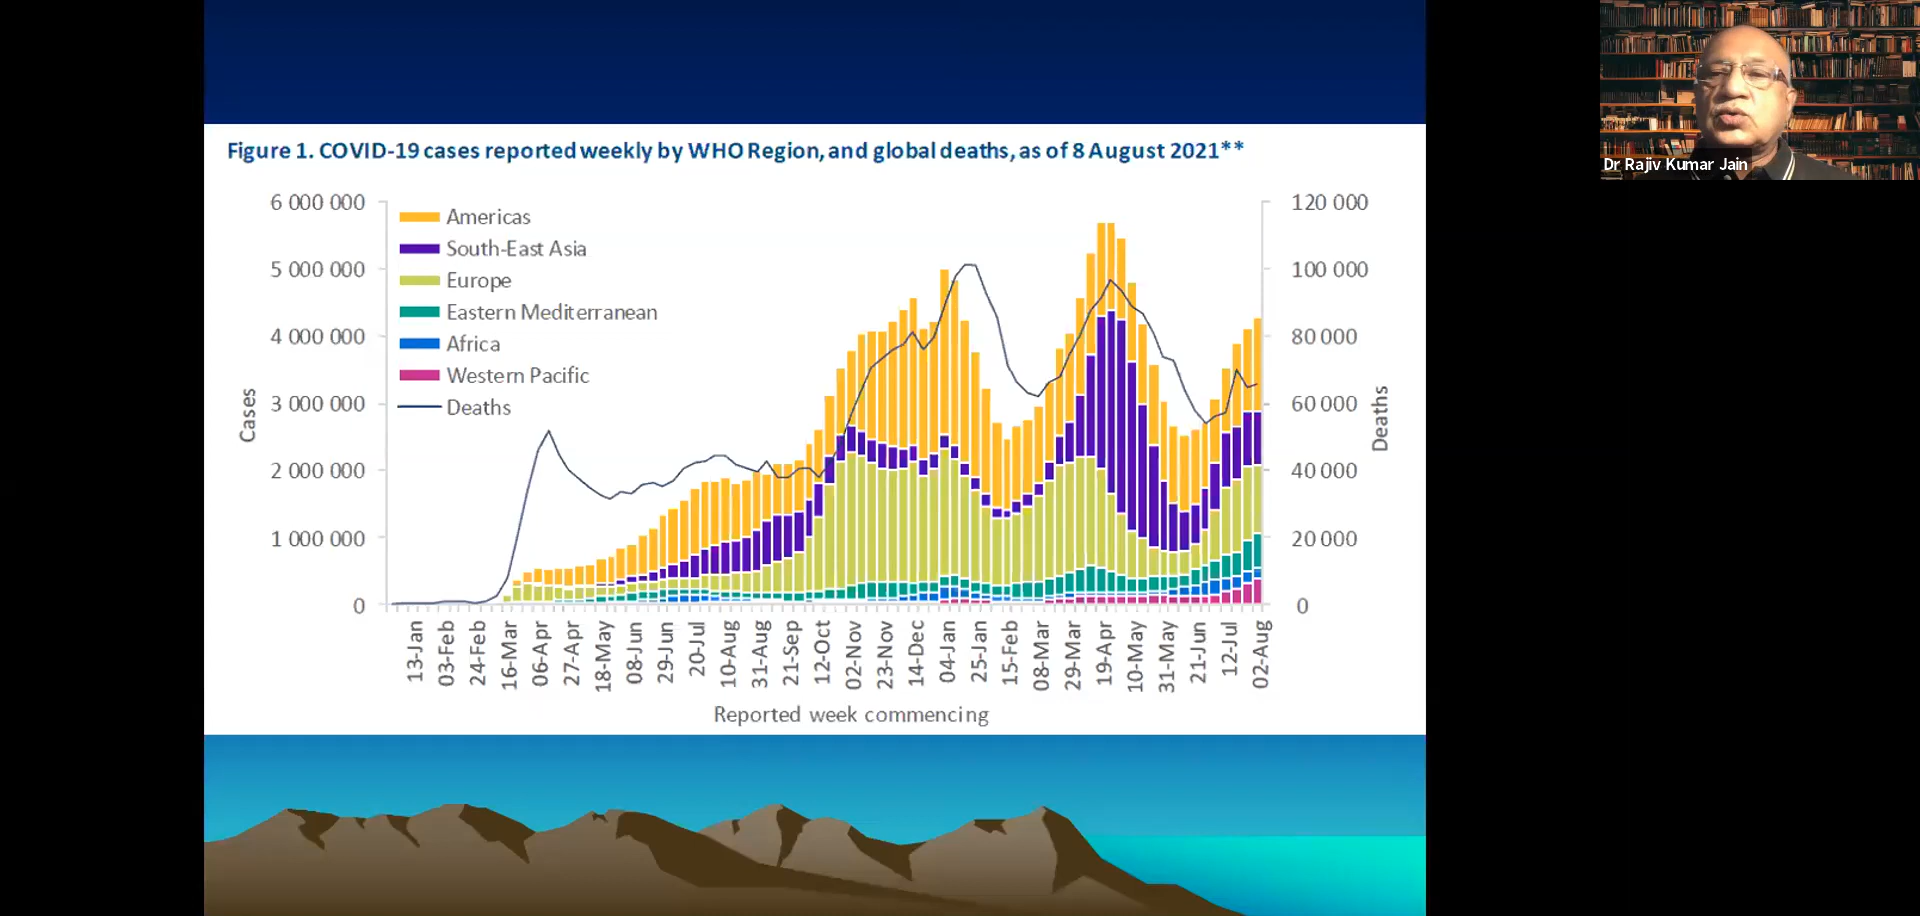 Figure 1. COVID-19 cases reported weekly by WHO Region, and global deaths, as of 8 August 2021**
Dr Rajiv Kumar Jain
6 000 000
5 000 000
4 000 000
3 000 000
2 000 000
1 000 000
0
Cases
Americas
South-East Asia
Europe
Eastern Mediterranean
Africa
Western Pacific
Deaths
120 000
100 000
80 000
60 000
40 000
20 000
0
Deaths
13-Jan
03-Feb
24-Feb
16-Mar
06-Apr
27-Apr
18-May
08-Jun
29-Jun
20-Jul
10-Aug
31-Aug
21-Sep
12-Oct
02-Nov
23-Nov
14-Dec
04-Jan
25-Jan
15-Feb
08-Mar
29-Mar
19-Apr
10-May
31-May
21-Jun
12-Jul
02-Aug
Reported week commencing